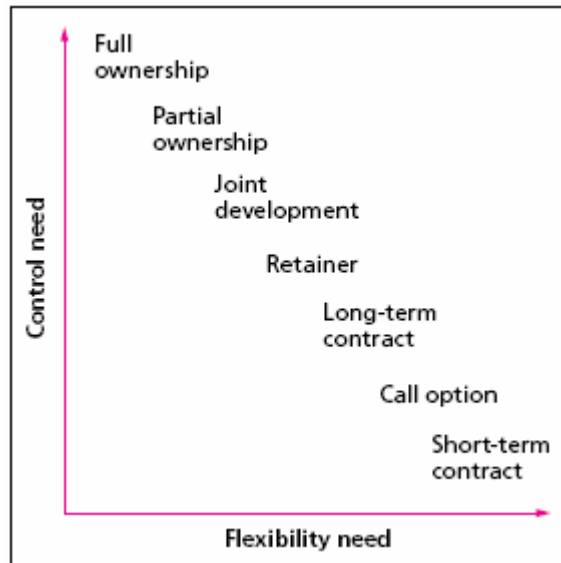 Full
ownership
Partial
ownership
Joint
development
Retainer
Long-term
contract
Call option
Short-term
contract
Control need
Flexibility need